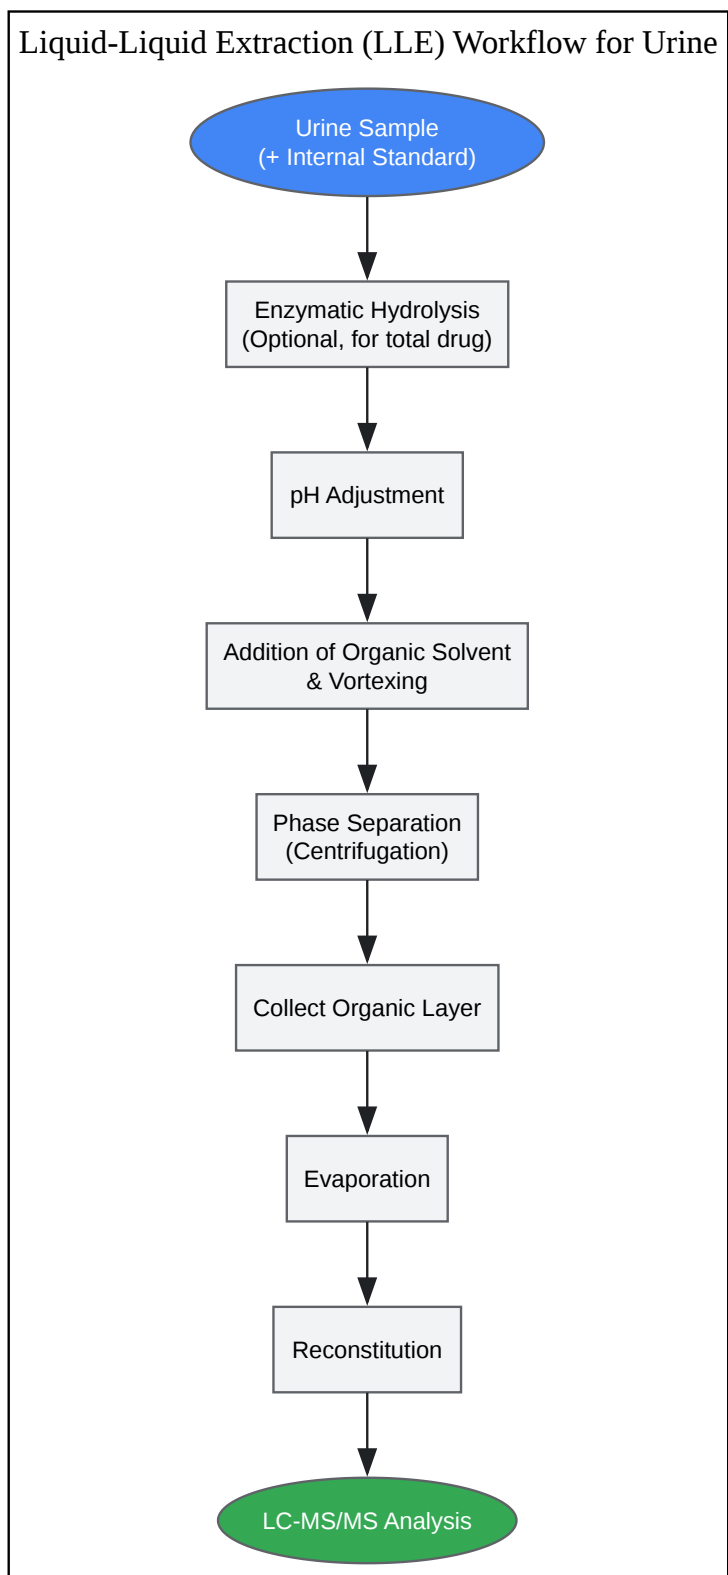 Liquid-Liquid Extraction (LLE) Workflow for Urine
Urine Sample
(+ Internal Standard)
Enzymatic Hydrolysis
(Optional, for total drug)
pH Adjustment
Addition of Organic Solvent
& Vortexing
Phase Separation
(Centrifugation)
Collect Organic Layer
Evaporation
Reconstitution
LC-MS/MS Analysis